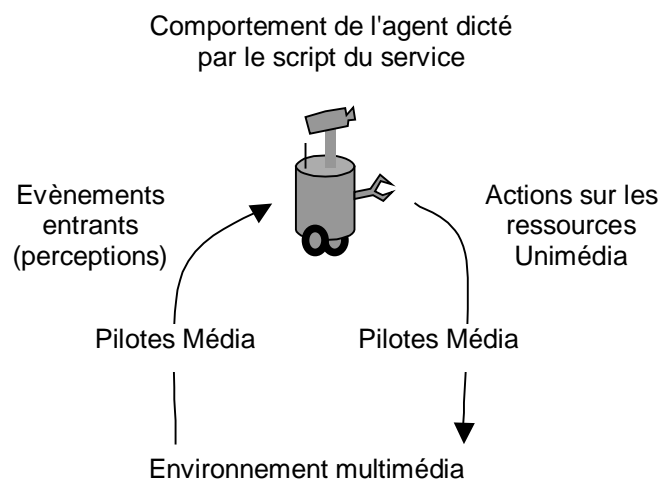 Comportement de l'agent dicté
par le script du service
Evènements
entrants
(perceptions)
Actions sur les
ressources
Unimédia
Pilotes Média
Pilotes Média
Environnement multimédia